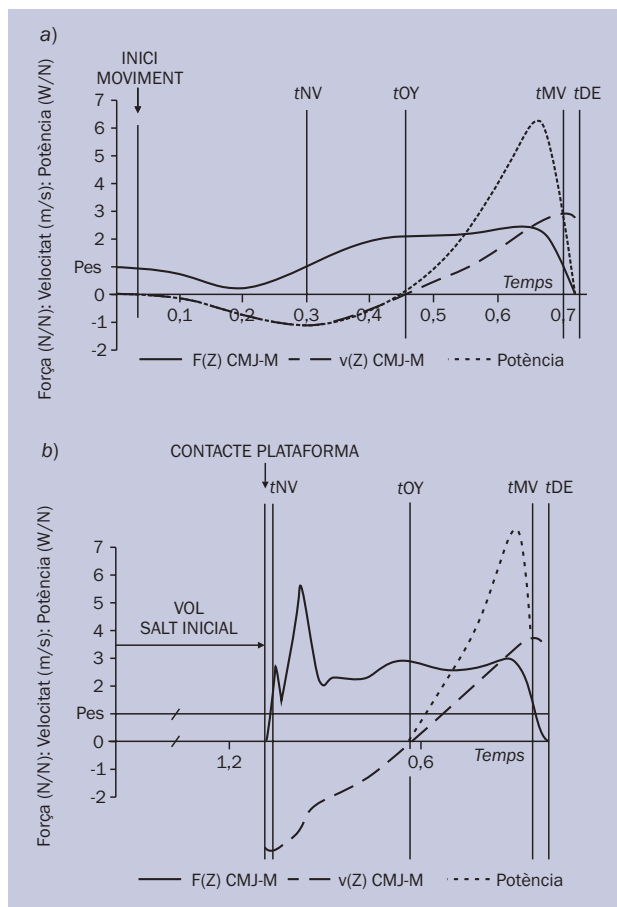 a)
INICI
MOVIMENT
tNV
tOY
tMV
tDE
Força (N/N): Velocitat (m/s): Potència (W/N)
7
6
5
4
3
2
1
Pes
0
-1
-2
0,1
0,2
0,3
0,4
0,5
0,6
0,7
Temps
F(Z) CMJ-M
v(Z) CMJ-M
Potència
b)
CONTACTE PLATAFORMA
tNV
tOY
tMV
tDE
Força (N/N): Velocitat (m/s): Potència (W/N)
7
6
5
4
3
2
1
Pes
0
-1
-2
VOL
SALT INICIAL
1,2
0,6
Temps
F(Z) CMJ-M
v(Z) CMJ-M
Potència